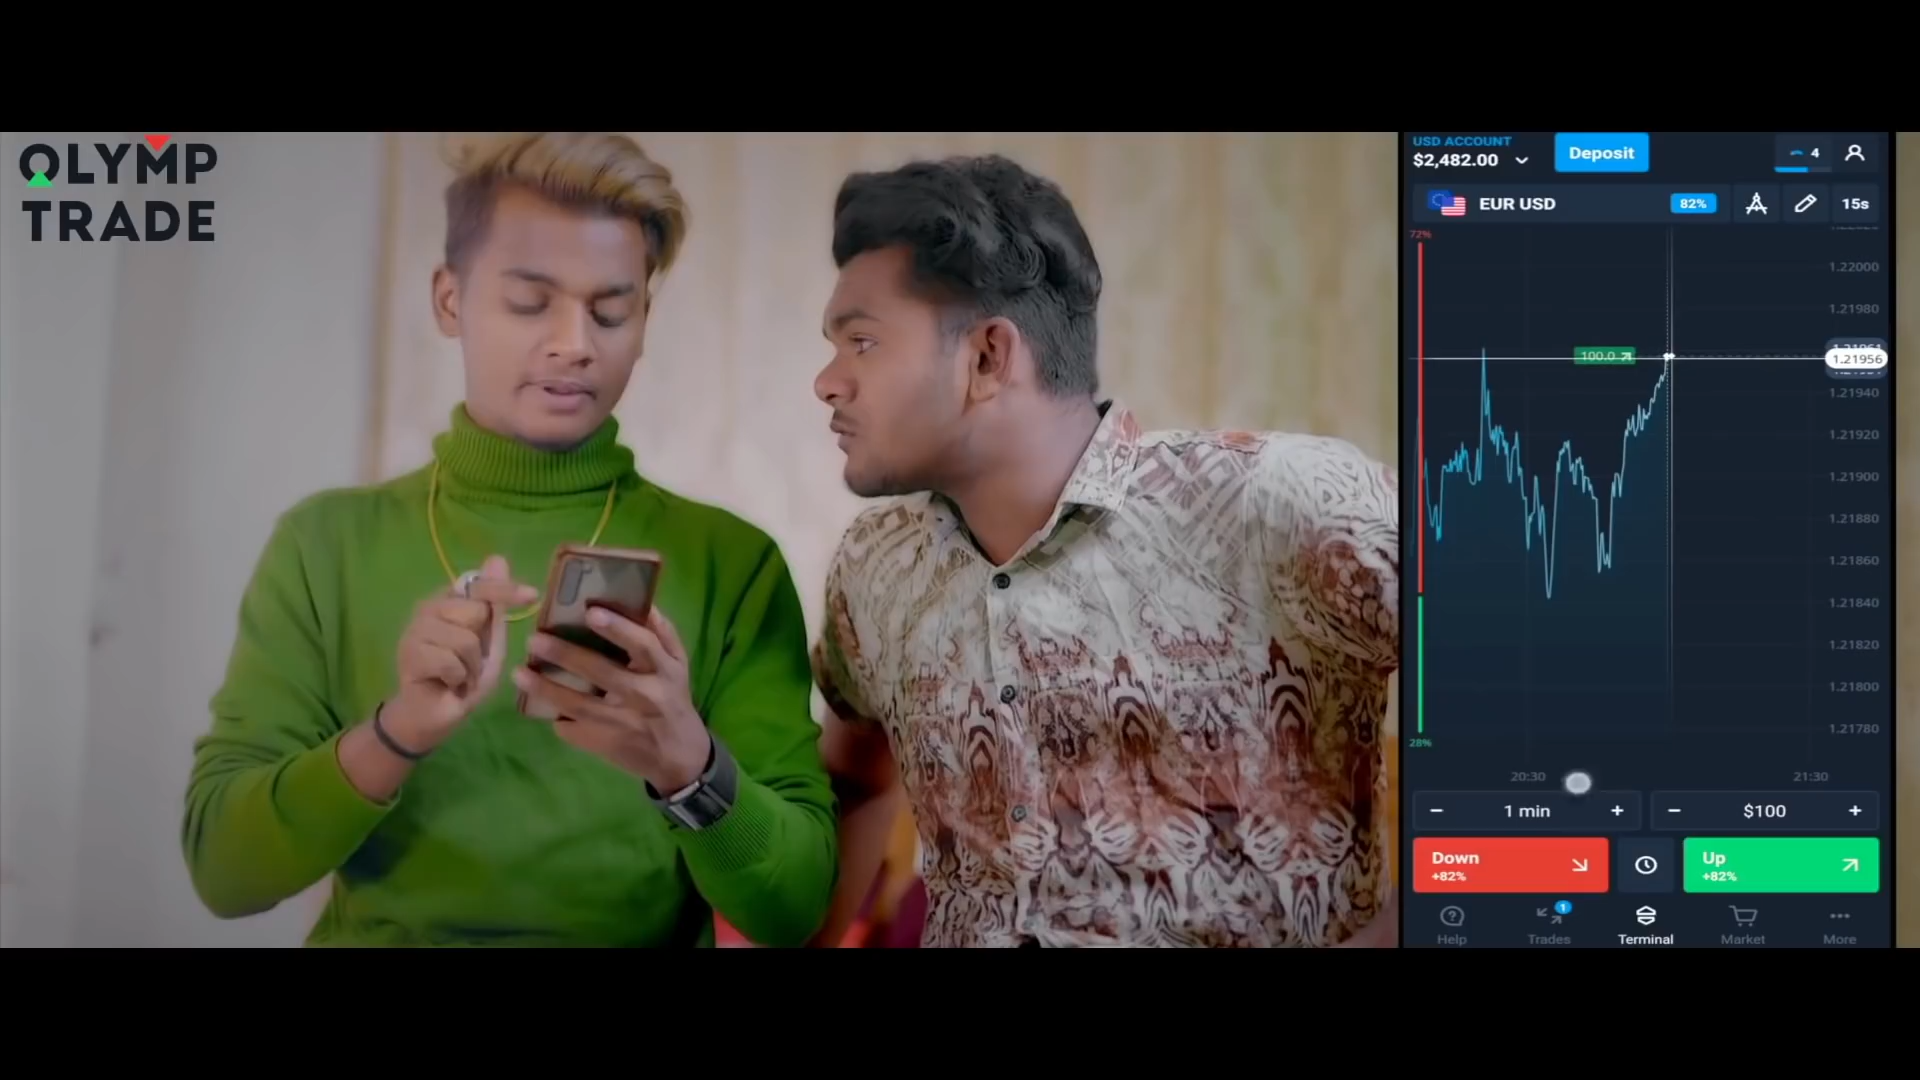 OLYMP
TRADE
USD ACCOUNT
$2,482.00
Deposit
4
EUR USD
82%
15s
72%
1.22000
1.21980
100.0
1.21956
1.21940
1.21920
1.21900
1.21880
1.21860
1.21840
1.21820
1.21800
1.21780
28%
20:30
21:30
− 1 min +
− $100 +
Down
+82%
Up
+82%
1
Help
Trades
Terminal
Market
More